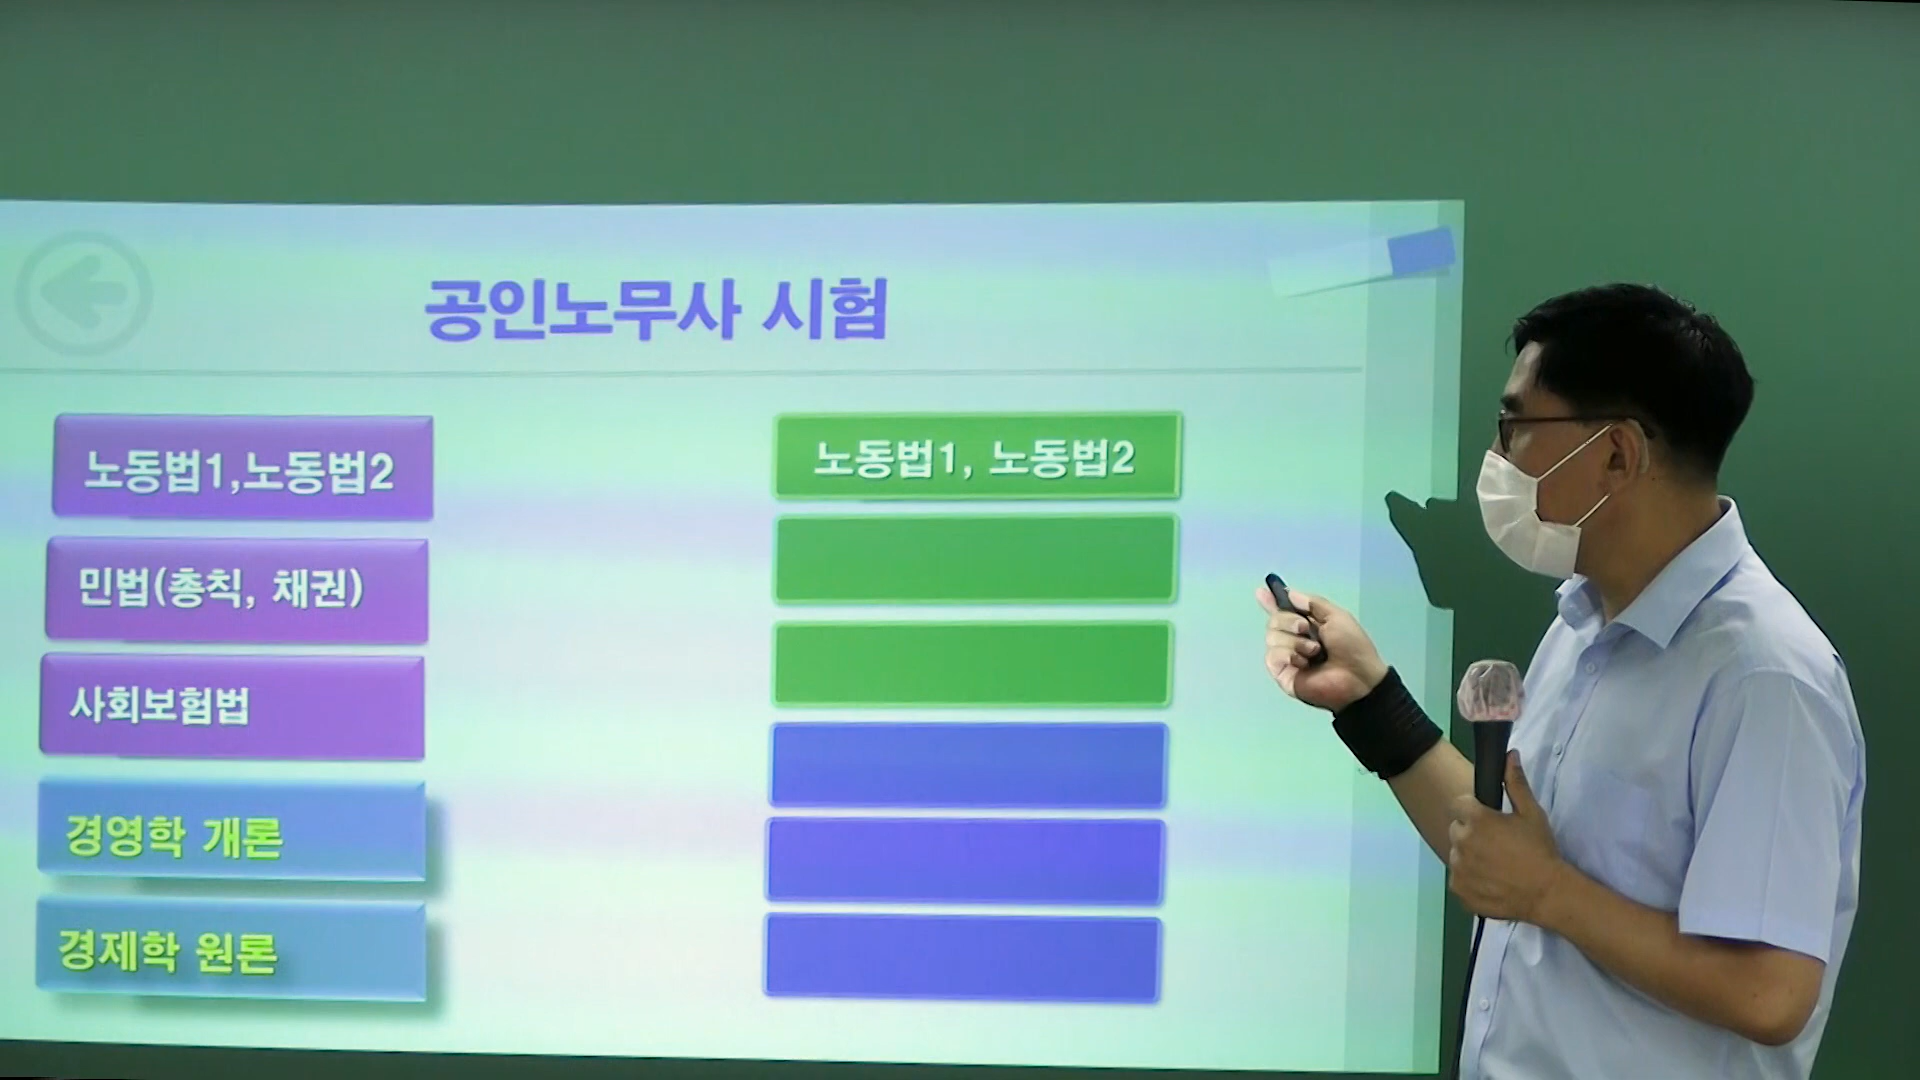 공인노무사 시험
노동법1,노동법2
민법(총칙, 채권)
사회보험법
경영학 개론
경제학 원론
노동법1, 노동법2